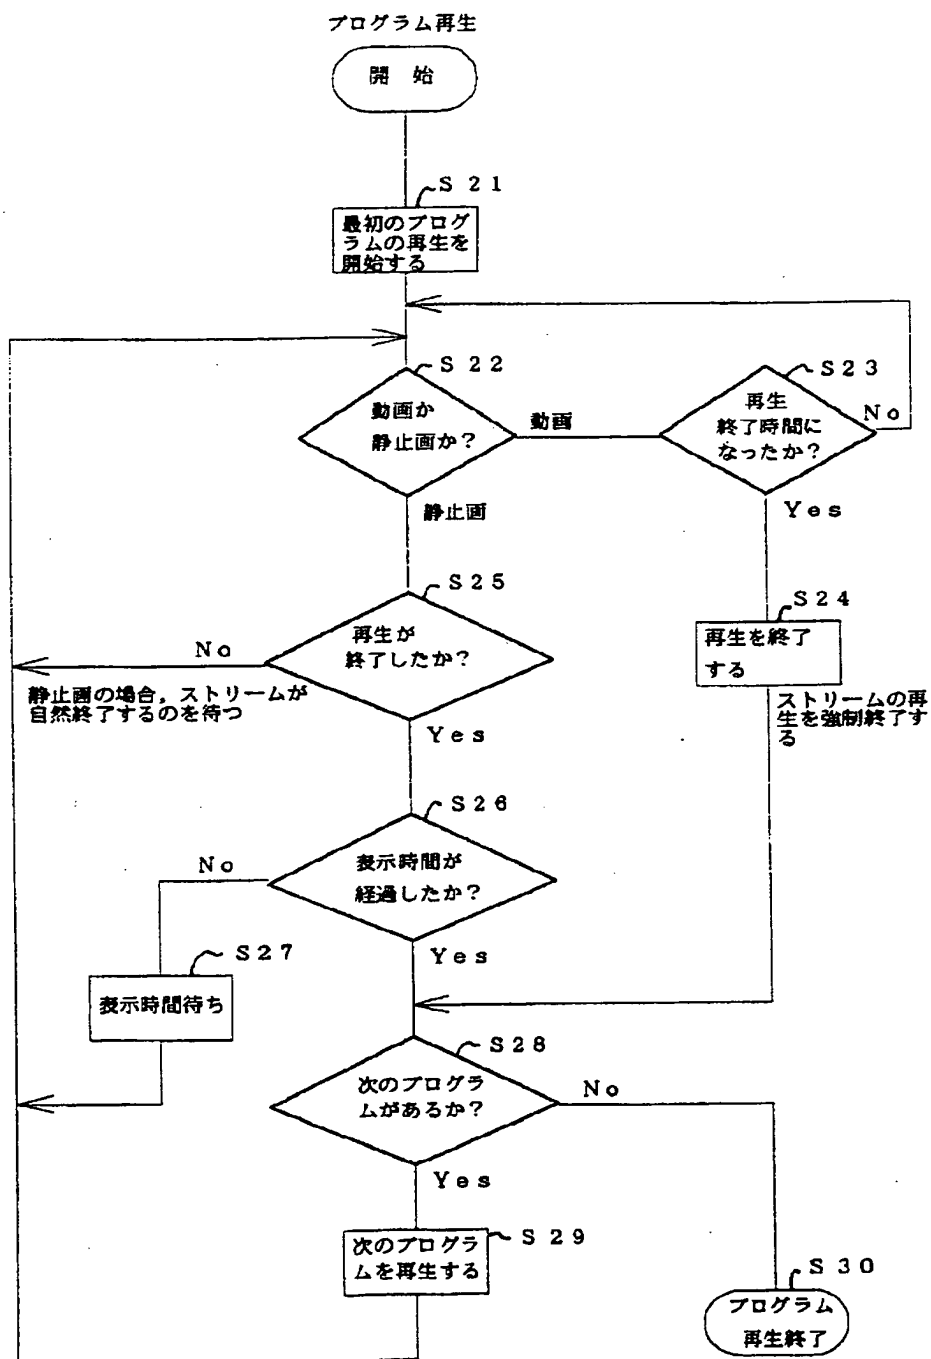 プログラム再生
開 始
S 21
最初のプログ
ラムの再生を
開始する
S 22
動画か
静止画か?
動画
S23
再生
終了時間に
なったか?
No
静止画
Yes
S25
再生が
終了したか?
No
静止画の場合,ストリームが
自然終了するのを待つ
Yes
S24
再生を終了
する
ストリームの再
生を強制終了す
る
S26
表示時間が
経過したか?
No
Yes
S27
表示時間待ち
S28
次のプログラ
ムがあるか?
No
Yes
S 29
次のプログラ
ムを再生する
S 30
プログラム
再生終了